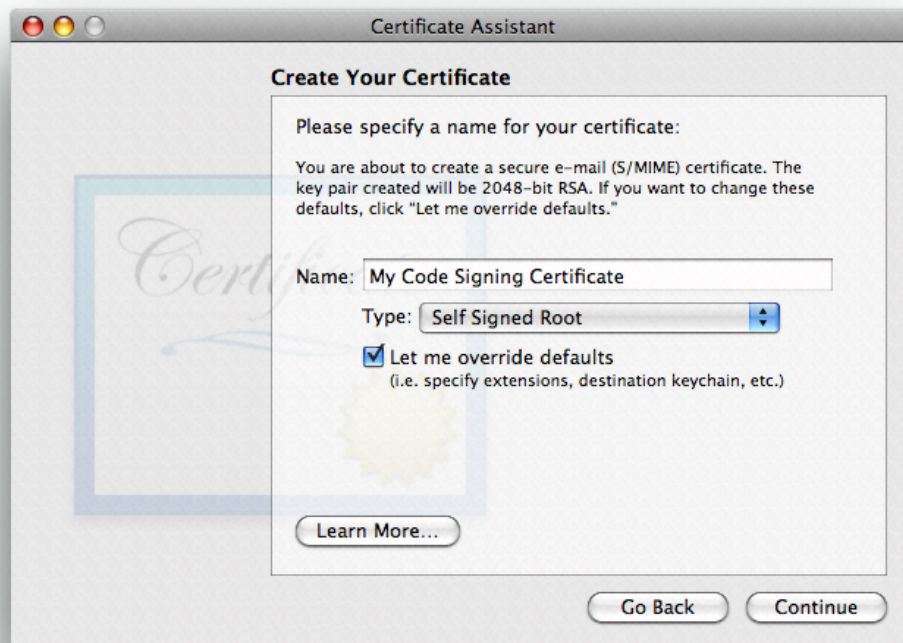 Certificate Assistant
Create Your Certificate
Please specify a name for your certificate:
You are about to create a secure e-mail (S/MIME) certificate. The
key pair created will be 2048-bit RSA. If you want to change these
defaults, click “Let me override defaults.”
Certificate
Name: My Code Signing Certificate
Type: Self Signed Root
Let me override defaults
(i.e. specify extensions, destination keychain, etc.)
Learn More...
Go Back
Continue